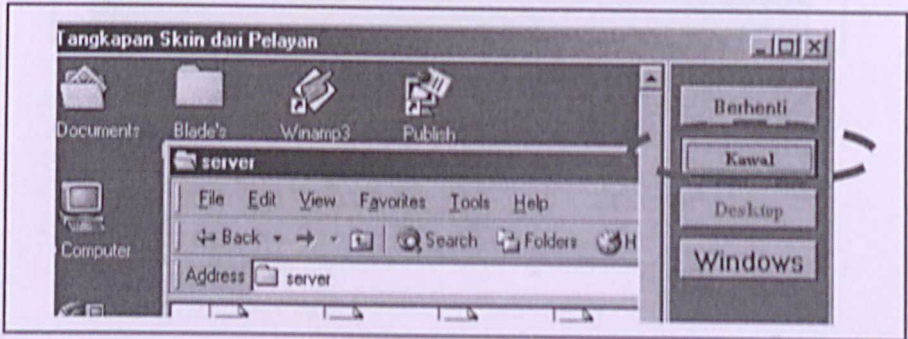 Tangkapan Skrin dari Pelayan
Documents
Blade's
Winamp3
Publish
Berhenti
server
Kawal
File Edit View Favorites Tools Help
Desktop
Computer
Back Search Folders H
Windows
Address server